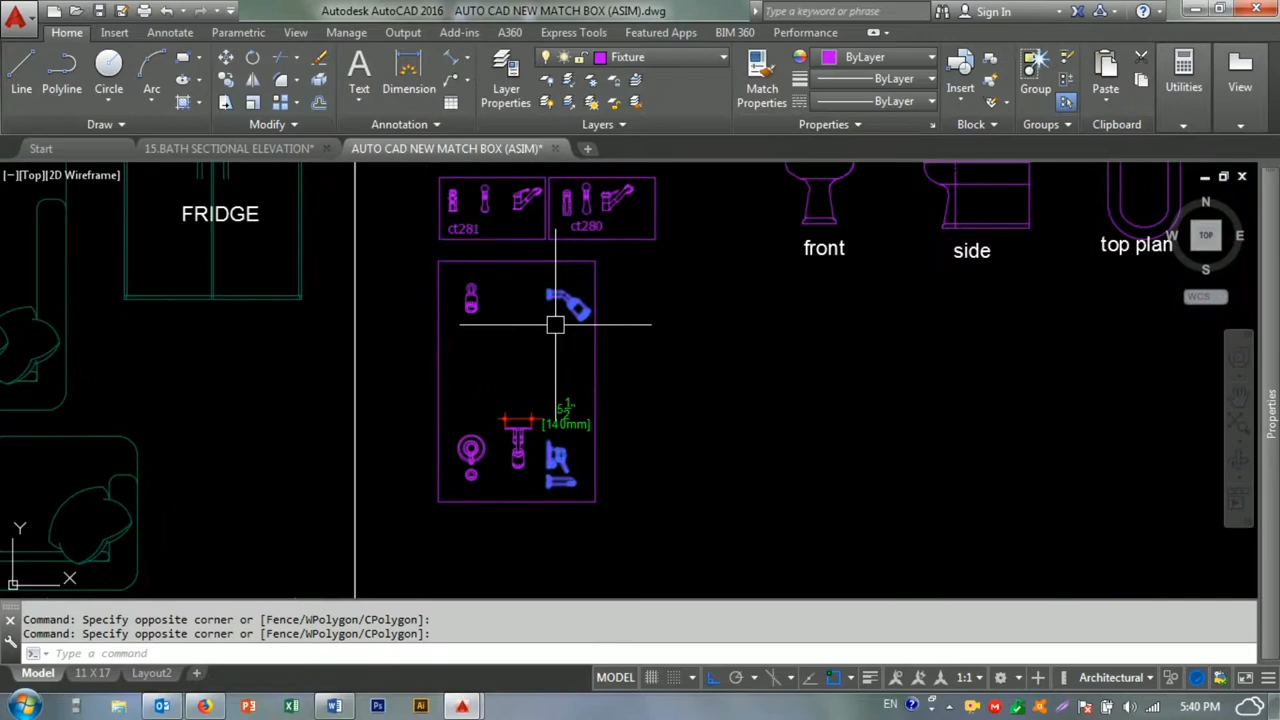 Autodesk AutoCAD 2016 AUTO CAD NEW MATCH BOX (ASIM).dwg
Type a keyword or phrase
Sign In
Home Insert Annotate Parametric View Manage Output Add-ins A360 Express Tools Featured Apps BIM 360 Performance
Line Polyline Circle Arc
Text Dimension
Layer Properties
Fixture
Match Properties
ByLayer
ByLayer
ByLayer
Insert
Group
Paste
Utilities
View
Draw Modify Annotation Layers Properties Block Groups Clipboard
Start 15.BATH SECTIONAL ELEVATION* AUTO CAD NEW MATCH BOX (ASIM)*
[−][Top][2D Wireframe]
FRIDGE
ct281
ct280
front
side
top plan
N
W TOP E
S
WCS
5 1/2"
[140mm]
Y
X
Command: Specify opposite corner or [Fence/WPolygon/CPolygon]:
Command: Specify opposite corner or [Fence/WPolygon/CPolygon]:
Type a command
Properties
Model 11 X 17 Layout2
MODEL
1:1
Architectural
EN
5:40 PM